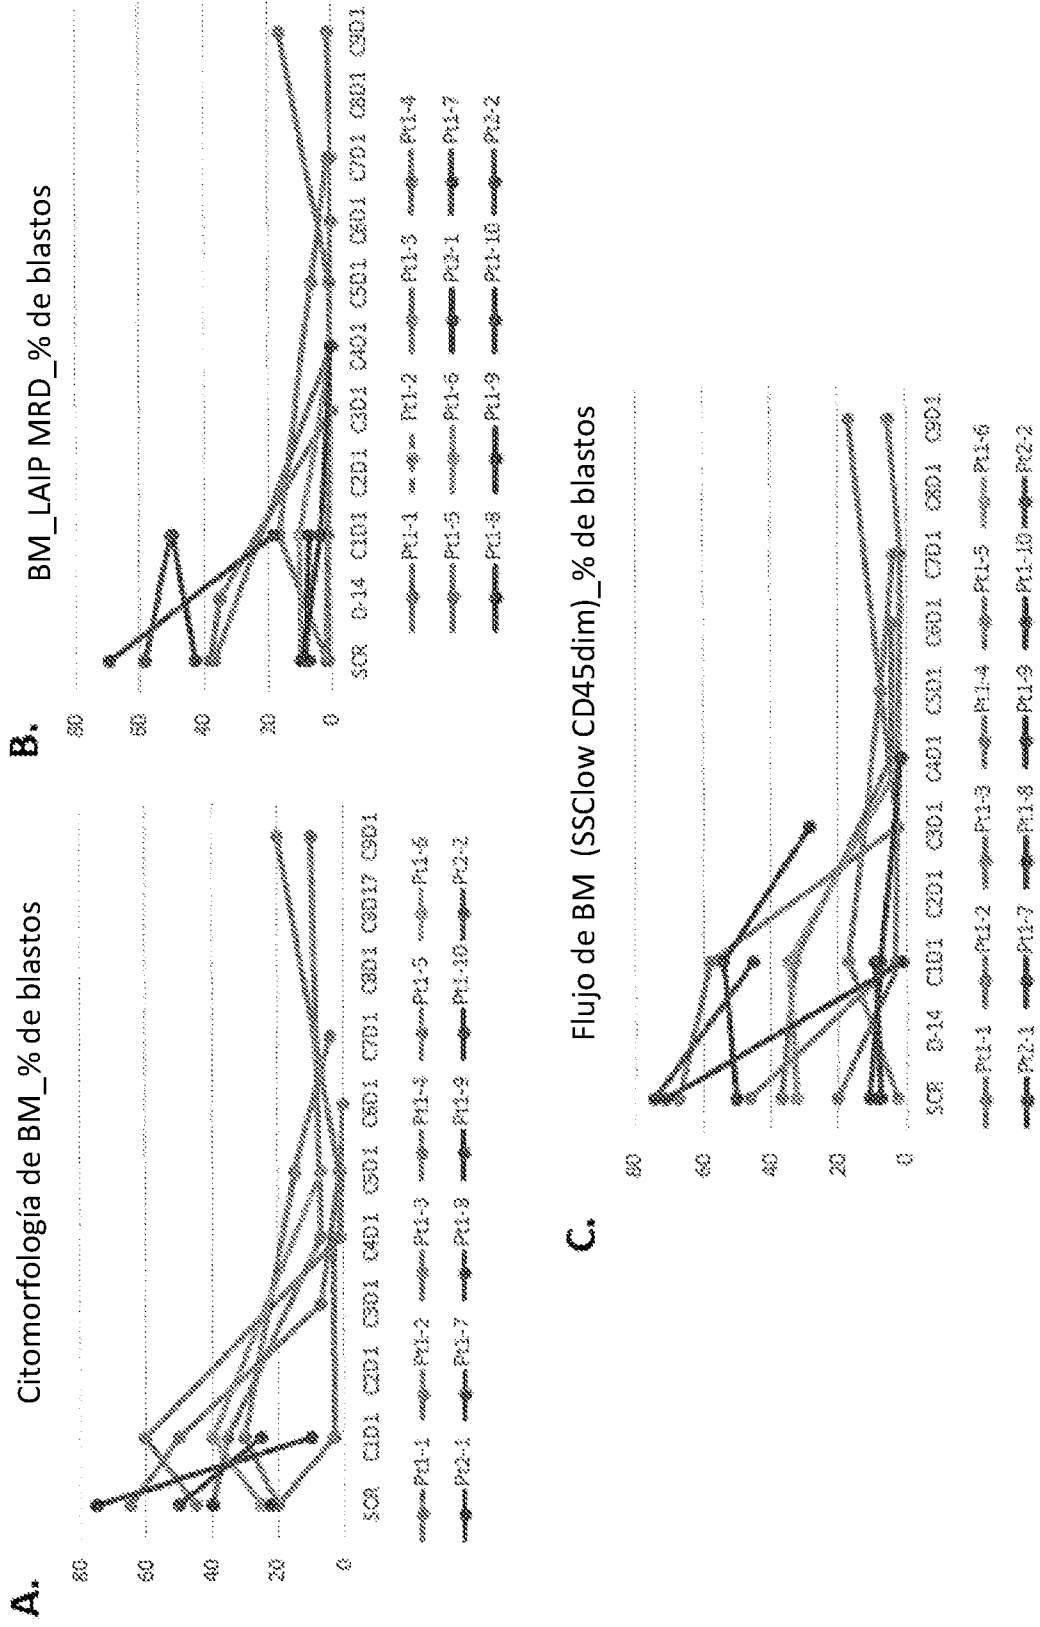 A.
Citomorfología de BM_% de blastos
80
60
40
20
0
SCR C1D1 C2D1 C3D1 C4D1 C5D1 C6D1 C7D1 C8D1 C8D17 C9D1
Pt1-1 Pt1-2 Pt1-3 Pt1-4 Pt1-5 Pt1-6
Pt2-1 Pt1-7 Pt1-8 Pt1-9 Pt1-10 Pt2-2
B.
BM_LAIP MRD_% de blastos
80
60
40
20
0
SCR D-14 C1D1 C2D1 C3D1 C4D1 C5D1 C6D1 C7D1 C8D1 C9D1
Pt1-1 Pt1-2 Pt1-3 Pt1-4
Pt1-5 Pt1-6 Pt2-1 Pt1-7
Pt1-8 Pt1-9 Pt1-10 Pt2-2
C.
Flujo de BM (SSClow CD45dim)_% de blastos
80
60
40
20
0
SCR D-14 C1D1 C2D1 C3D1 C4D1 C5D1 C6D1 C7D1 C8D1 C9D1
Pt1-1 Pt1-2 Pt1-3 Pt1-4 Pt1-5 Pt1-6
Pt2-1 Pt1-7 Pt1-8 Pt1-9 Pt1-10 Pt2-2